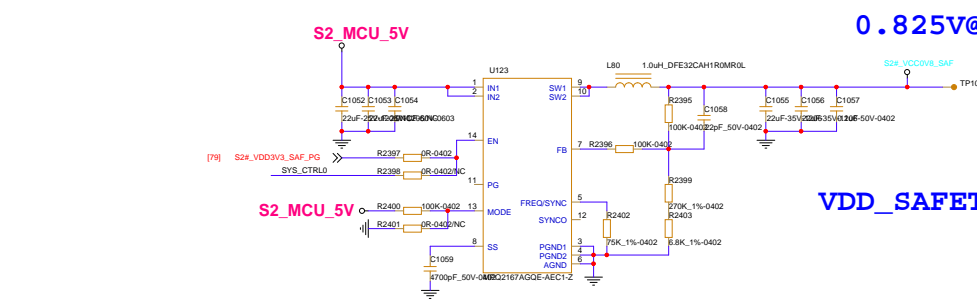 0.825V@
S2_MCU_5V
S2#_VCC0V8_SAF
U123
L80 1.0uH_DFE32CAH1R0MR0L
TP10
1 IN1
2 IN2
9 SW1
10 SW2
C1052 C1053 C1054
R2395
100K-0402
C1058
22pF_50V-0402
C1055 C1056 C1057
14 EN
[79] S2#_VDD3V3_SAF_PG
R2397 0R-0402
SYS_CTRL0
R2398 0R-0402/NC
FB 7
R2396 100K-0402
11 PG
R2399
270K_1%-0402
S2_MCU_5V
R2400 100K-0402
13 MODE
FREQ/SYNC 5
VDD_SAFET
R2401 0R-0402/NC
SYNCO 12
R2402
75K_1%-0402
R2403
6.8K_1%-0402
8 SS
PGND1 3
PGND2 4
AGND 6
C1059
4700pF_50V-0402
MPQ2167AGQE-AEC1-Z